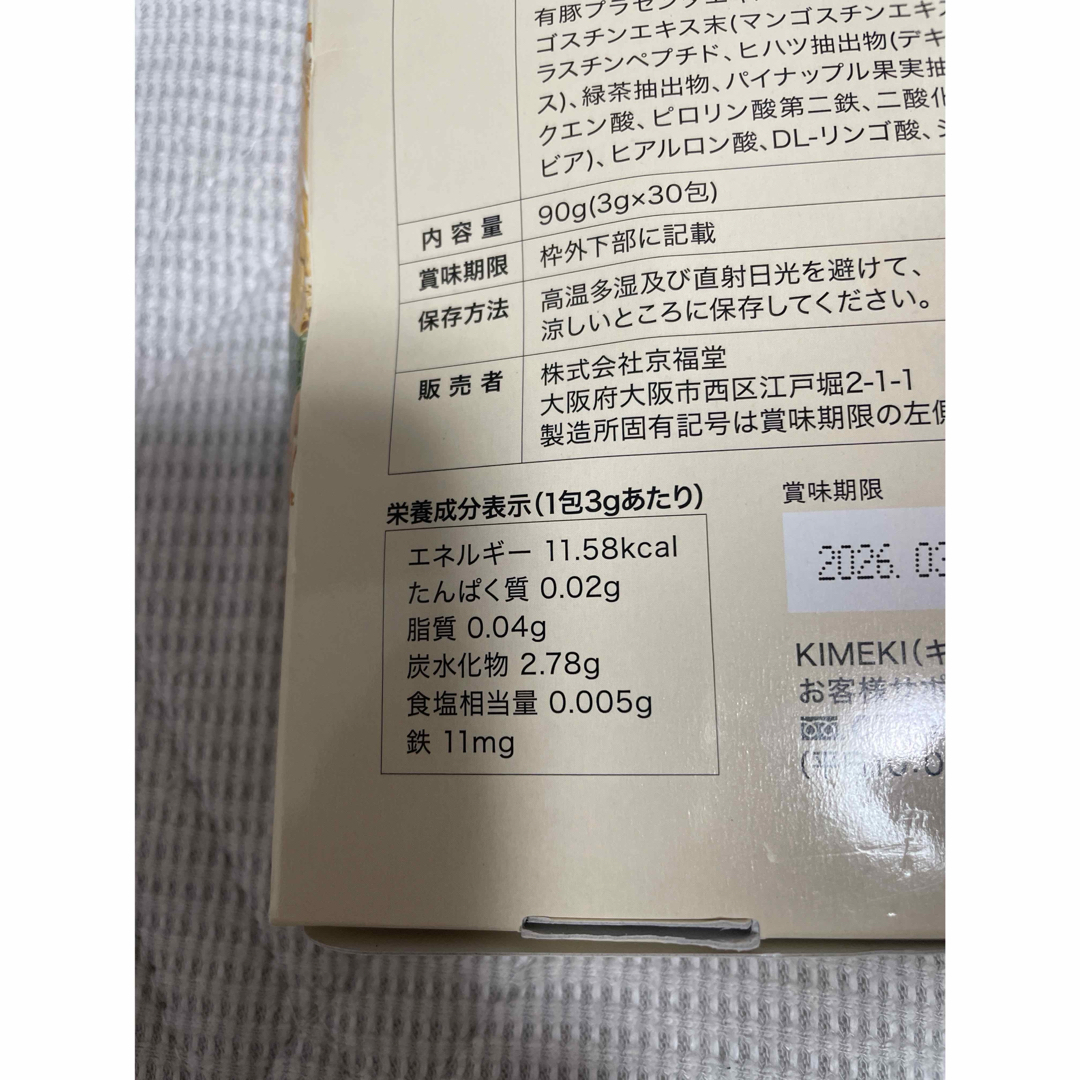 有豚プラセンタエキ
ゴスチンエキス末(マンゴスチンエキス
ラスチンペプチド、ヒハツ抽出物(デキ
ス)、緑茶抽出物、パイナップル果実抽
クエン酸、ピロリン酸第二鉄、二酸化
ビア)、ヒアルロン酸、DL-リンゴ酸、
内容量 90g(3g×30包)
賞味期限 枠外下部に記載
保存方法 高温多湿及び直射日光を避けて、
涼しいところに保存してください。
販売者 株式会社京福堂
大阪府大阪市西区江戸堀2-1-1
製造所固有記号は賞味期限の左側
栄養成分表示(1包3gあたり)
エネルギー 11.58kcal
たんぱく質 0.02g
脂質 0.04g
炭水化物 2.78g
食塩相当量 0.005g
鉄 11mg
賞味期限
2026. 03
KIMEKI(キ
お客様サポ
(平